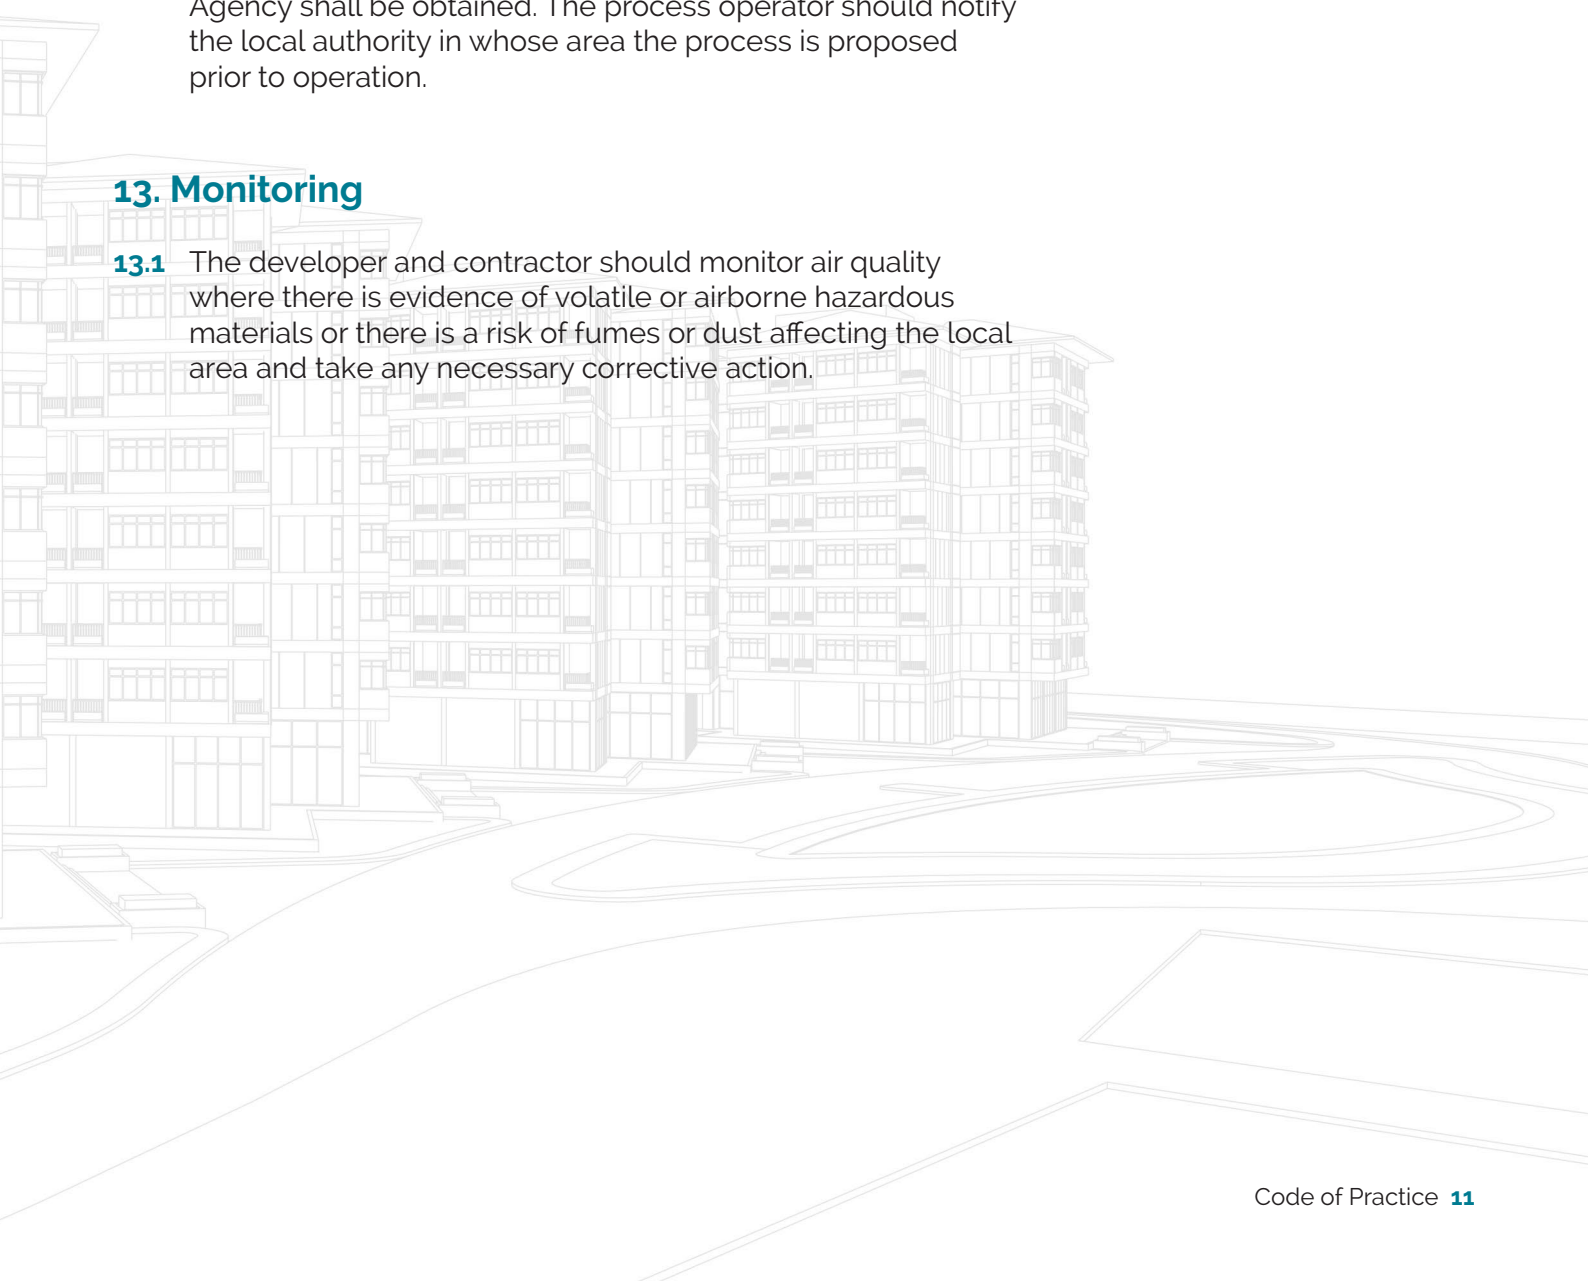 Agency shall be obtained. The process operator should notify
the local authority in whose area the process is proposed
prior to operation.
13. Monitoring
13.1 The developer and contractor should monitor air quality
where there is evidence of volatile or airborne hazardous
materials or there is a risk of fumes or dust affecting the local
area and take any necessary corrective action.
Code of Practice 11